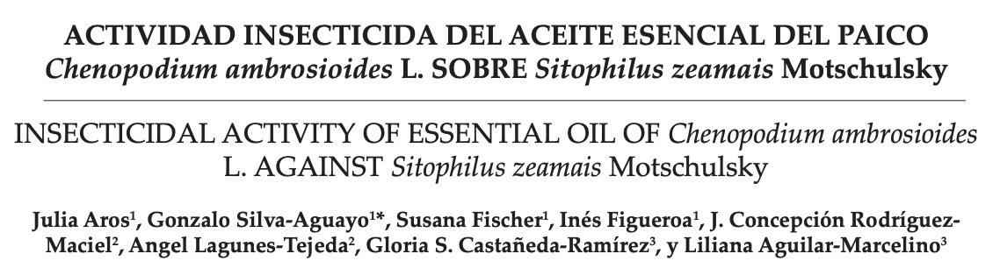 ACTIVIDAD INSECTICIDA DEL ACEITE ESENCIAL DEL PAICO
Chenopodium ambrosioides L. SOBRE Sitophilus zeamais Motschulsky
INSECTICIDAL ACTIVITY OF ESSENTIAL OIL OF Chenopodium ambrosioides
L. AGAINST Sitophilus zeamais Motschulsky
Julia Aros¹, Gonzalo Silva-Aguayo¹*, Susana Fischer¹, Inés Figueroa¹, J. Concepción Rodríguez-
Maciel², Angel Lagunes-Tejeda², Gloria S. Castañeda-Ramírez³, y Liliana Aguilar-Marcelino³